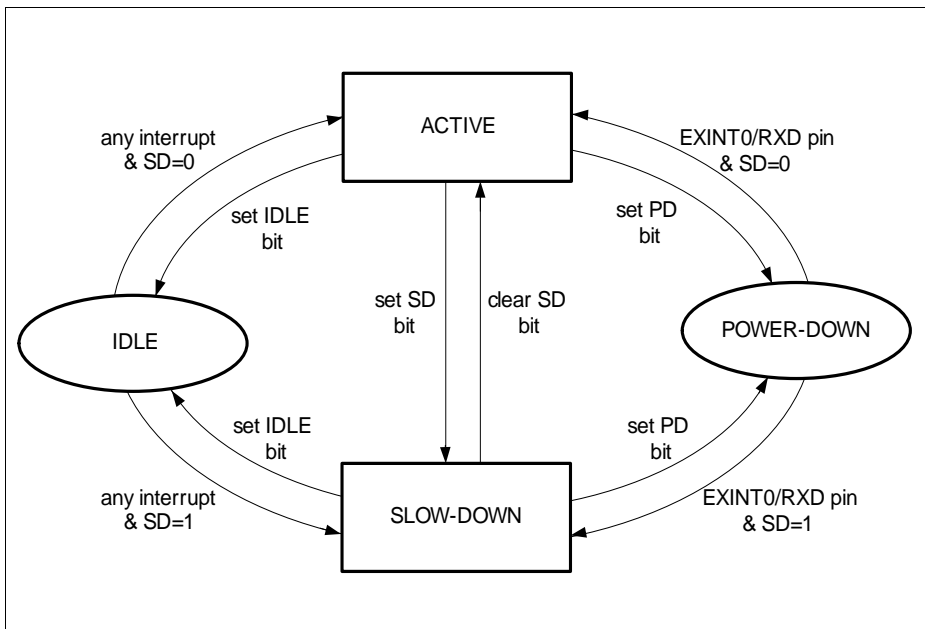 ACTIVE
any interrupt
& SD=0
EXINT0/RXD pin
& SD=0
set IDLE
bit
set PD
bit
set SD
bit
clear SD
bit
IDLE
POWER-DOWN
set IDLE
bit
set PD
bit
any interrupt
& SD=1
SLOW-DOWN
EXINT0/RXD pin
& SD=1